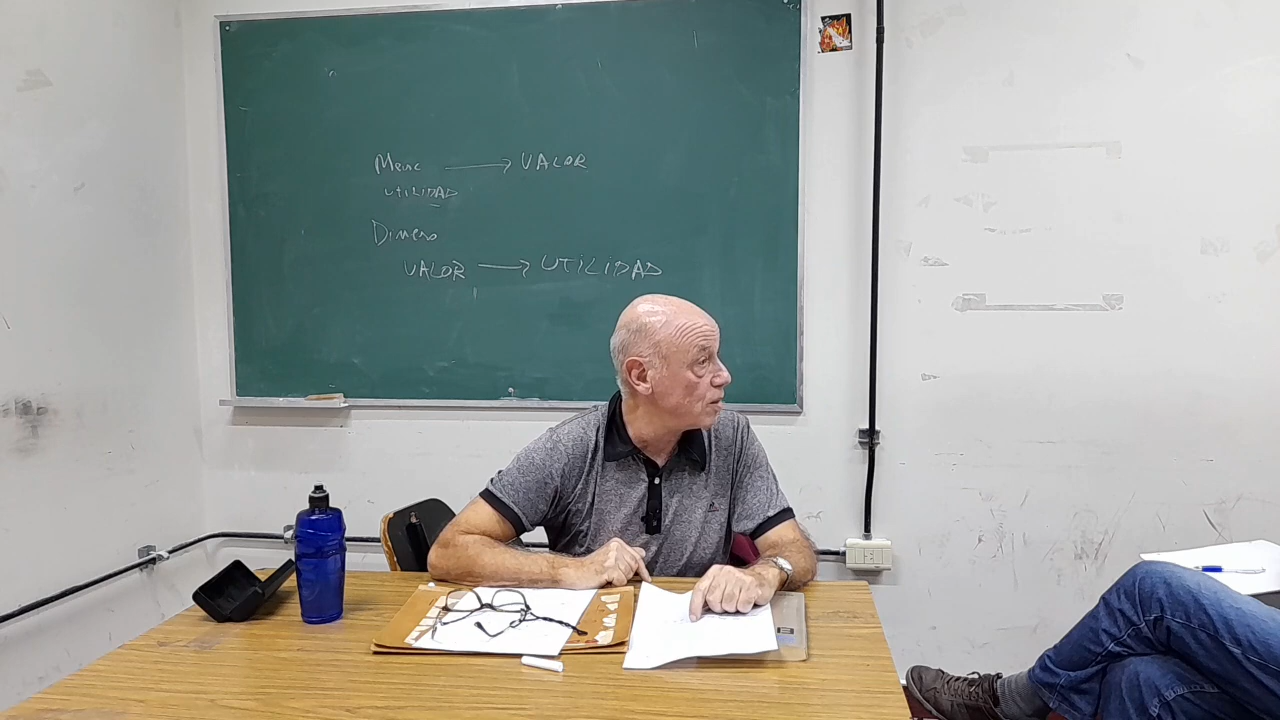 Merc → VALOR
UTILIDAD
Dinero
VALOR → UTILIDAD